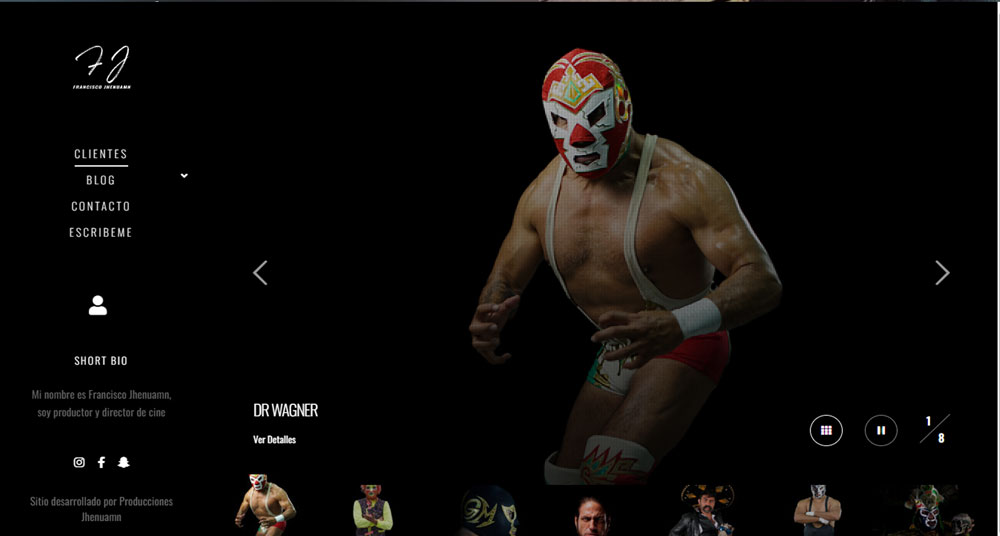 FJ
FRANCISCO JHENUAMN
CLIENTES
BLOG
CONTACTO
ESCRIBEME
SHORT BIO
Mi nombre es Francisco Jhenuamn,
soy productor y director de cine
Sitio desarrollado por Producciones
Jhenuamn
DR WAGNER
Ver Detalles
1
8